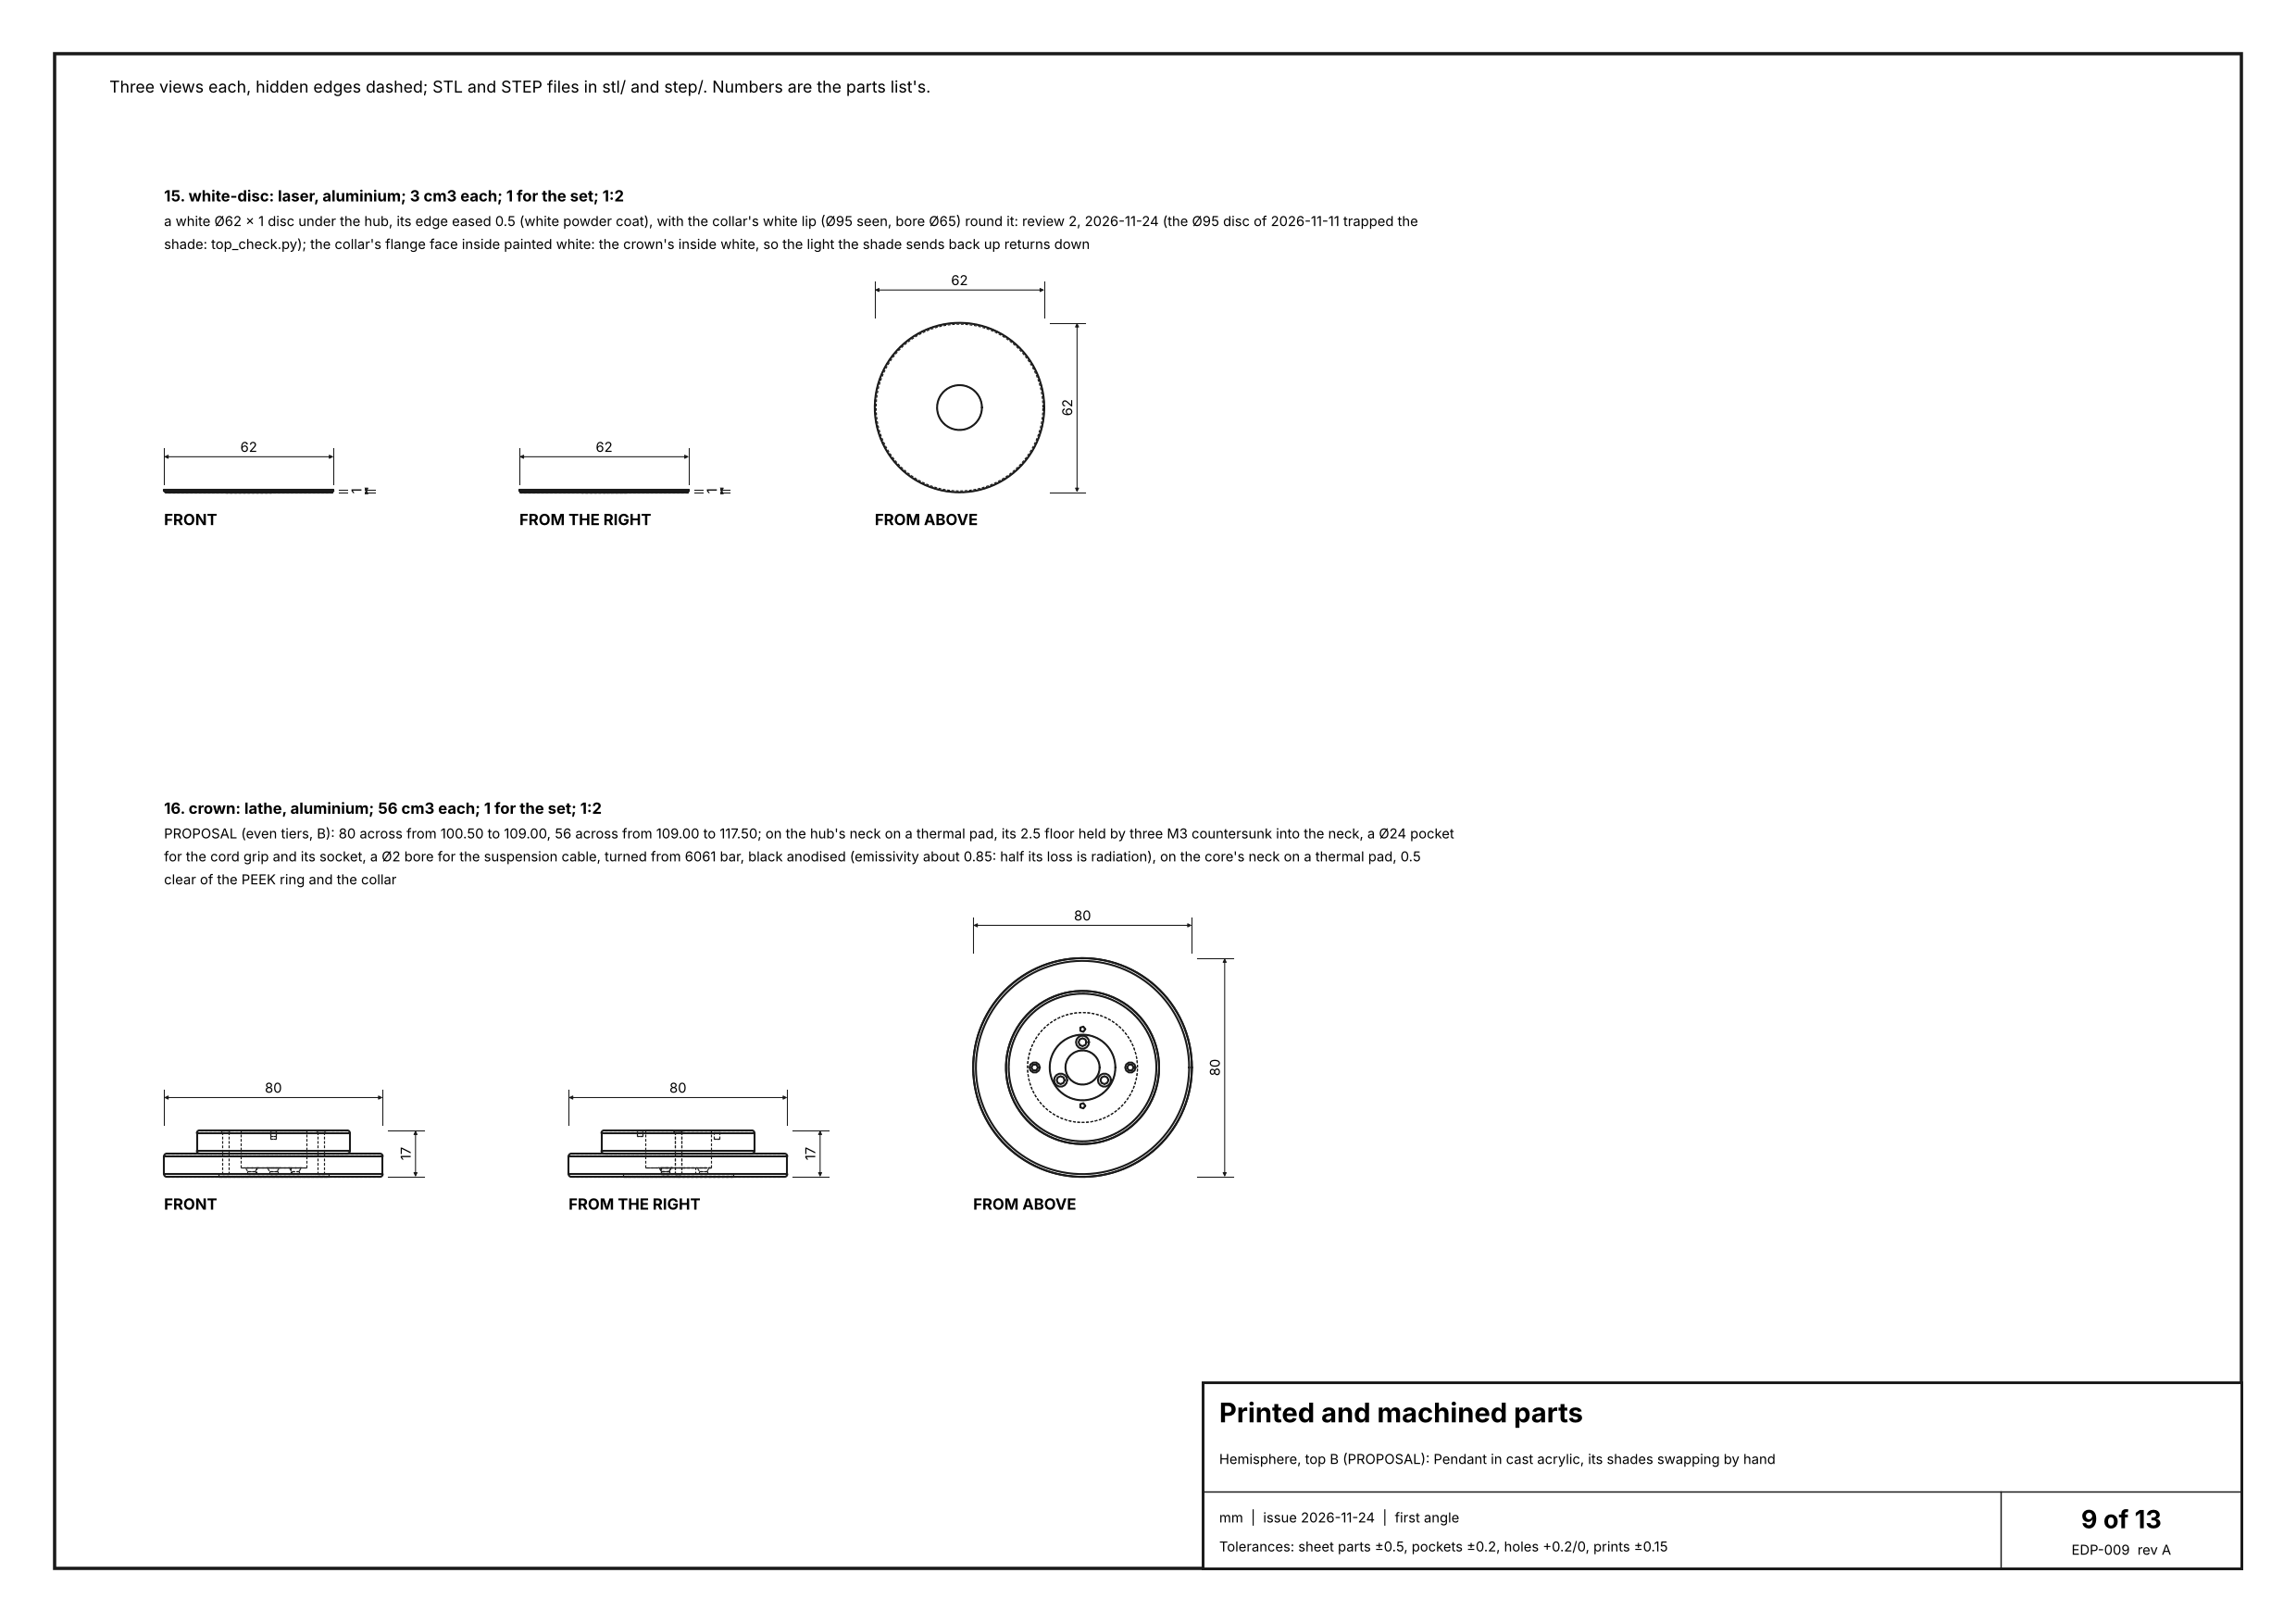 Three views each, hidden edges dashed; STL and STEP files in stl/ and step/. Numbers are the parts list's.
15. white-disc: laser, aluminium; 3 cm3 each; 1 for the set; 1:2
a white Ø62 × 1 disc under the hub, its edge eased 0.5 (white powder coat), with the collar's white lip (Ø95 seen, bore Ø65) round it: review 2, 2026-11-24 (the Ø95 disc of 2026-11-11 trapped the
shade: top_check.py); the collar's flange face inside painted white: the crown's inside white, so the light the shade sends back up returns down
62
62
62
1
62
1
FRONT
FROM THE RIGHT
FROM ABOVE
16. crown: lathe, aluminium; 56 cm3 each; 1 for the set; 1:2
PROPOSAL (even tiers, B): 80 across from 100.50 to 109.00, 56 across from 109.00 to 117.50; on the hub's neck on a thermal pad, its 2.5 floor held by three M3 countersunk into the neck, a Ø24 pocket
for the cord grip and its socket, a Ø2 bore for the suspension cable, turned from 6061 bar, black anodised (emissivity about 0.85: half its loss is radiation), on the core's neck on a thermal pad, 0.5
clear of the PEEK ring and the collar
80
80
80
17
80
17
FRONT
FROM THE RIGHT
FROM ABOVE
Printed and machined parts
Hemisphere, top B (PROPOSAL): Pendant in cast acrylic, its shades swapping by hand
mm | issue 2026-11-24 | first angle
Tolerances: sheet parts ±0.5, pockets ±0.2, holes +0.2/0, prints ±0.15
9 of 13
EDP-009 rev A